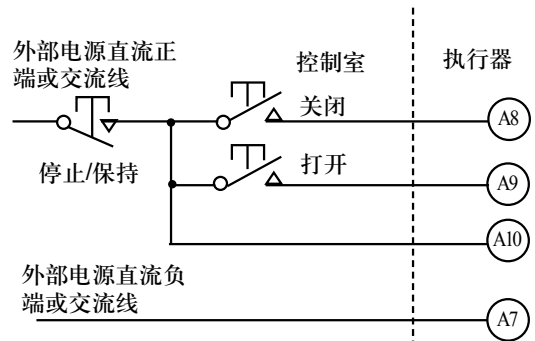 外部电源直流正
端或交流线
控制室
执行器
关闭
A8
停止/保持
打开
A9
A10
外部电源直流负
端或交流线
A7